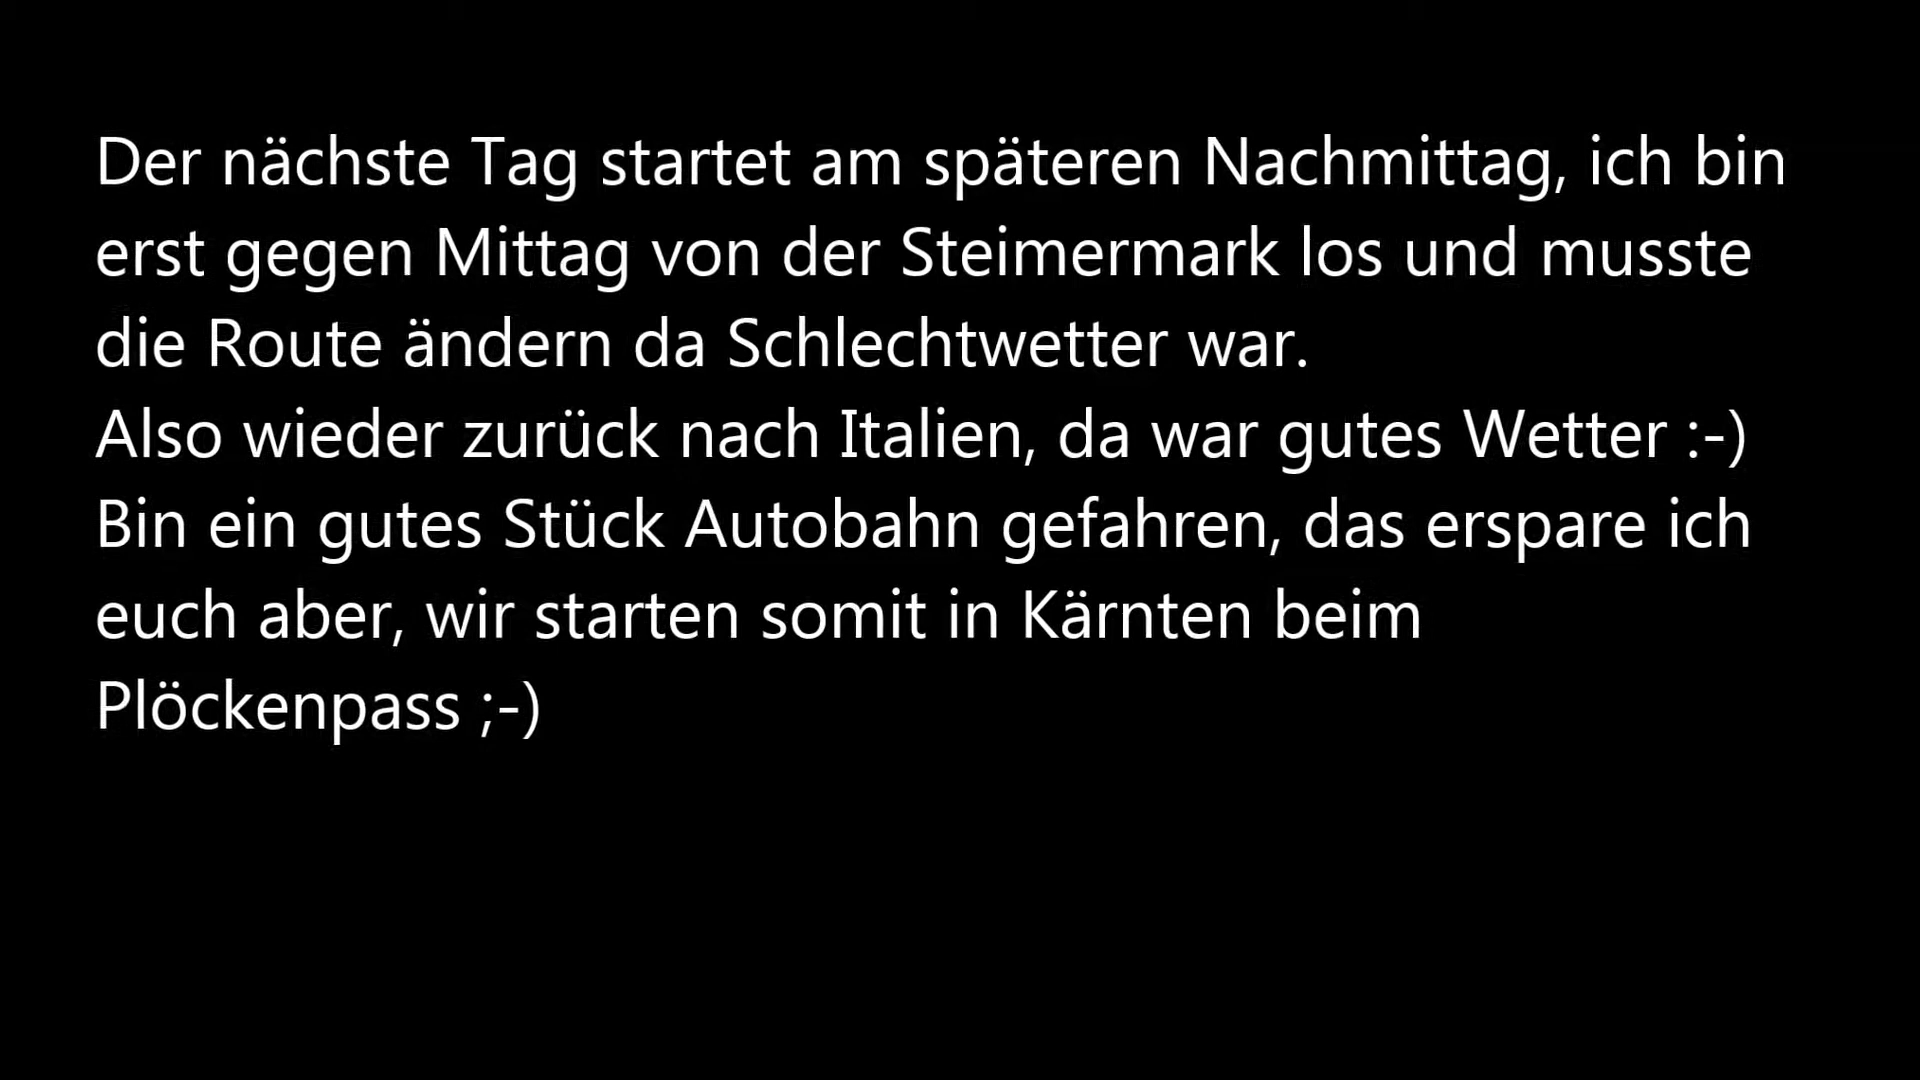 Der nächste Tag startet am späteren Nachmittag, ich bin
erst gegen Mittag von der Steimermark los und musste
die Route ändern da Schlechtwetter war.
Also wieder zurück nach Italien, da war gutes Wetter :-)
Bin ein gutes Stück Autobahn gefahren, das erspare ich
euch aber, wir starten somit in Kärnten beim
Plöckenpass ;-)